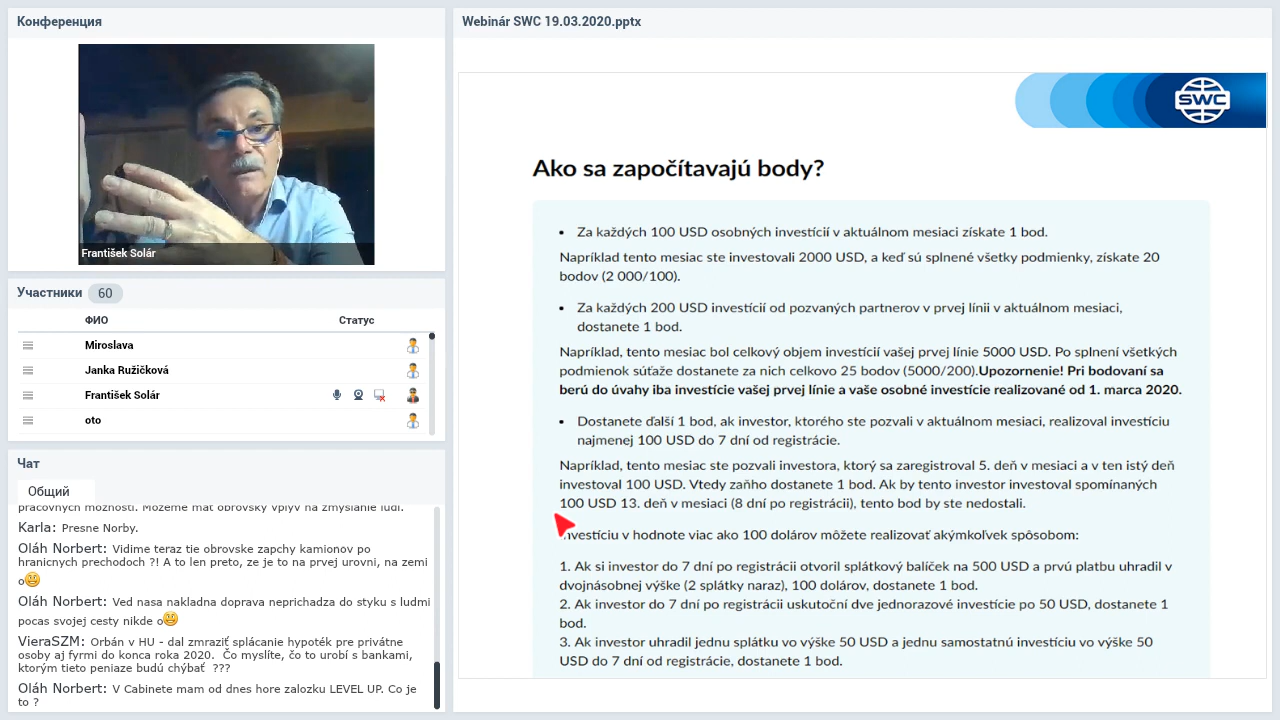 Конференция
František Solár
Участники 60
ФИО Статус
Miroslava
Janka Ružičková
František Solár
oto
Чат
Общий
pracovných možností. Môžeme mať obrovský vplyv na zmýšlanie ľudí.
Karla: Presne Norby.
Oláh Norbert: Vidime teraz tie obrovske zapchy kamionov po
hranicnych prechodoch ?! A to len preto, ze je to na prvej urovni, na zemi
o
Oláh Norbert: Ved nasa nakladna doprava neprichadza do styku s ludmi
pocas svojej cesty nikde o
VieraSZM: Orbán v HU - dal zmraziť splácanie hypoték pre privátne
osoby aj fyrmi do konca roka 2020. Čo myslíte, čo to urobí s bankami,
ktorým tieto peniaze budú chýbať ???
Oláh Norbert: V Cabinete mam od dnes hore zalozku LEVEL UP. Co je
to ?
Webinár SWC 19.03.2020.pptx
SWC
Ako sa započítavajú body?
• Za každých 100 USD osobných investícií v aktuálnom mesiaci získate 1 bod.
Napríklad tento mesiac ste investovali 2000 USD, a keď sú splnené všetky podmienky, získate 20
bodov (2 000/100).
• Za každých 200 USD investícií od pozvaných partnerov v prvej línii v aktuálnom mesiaci,
dostanete 1 bod.
Napríklad, tento mesiac bol celkový objem investícií vašej prvej línie 5000 USD. Po splnení všetkých
podmienok súťaže dostanete za nich celkovo 25 bodov (5000/200).Upozornenie! Pri bodovaní sa
berú do úvahy iba investície vašej prvej línie a vaše osobné investície realizované od 1. marca 2020.
• Dostanete ďalší 1 bod, ak investor, ktorého ste pozvali v aktuálnom mesiaci, realizoval investíciu
najmenej 100 USD do 7 dní od registrácie.
Napríklad, tento mesiac ste pozvali investora, ktorý sa zaregistroval 5. deň v mesiaci a v ten istý deň
investoval 100 USD. Vtedy zaňho dostanete 1 bod. Ak by tento investor investoval spomínaných
100 USD 13. deň v mesiaci (8 dní po registrácii), tento bod by ste nedostali.
Investíciu v hodnote viac ako 100 dolárov môžete realizovať akýmkoľvek spôsobom:
1. Ak si investor do 7 dní po registrácii otvoril splátkový balíček na 500 USD a prvú platbu uhradil v
dvojnásobnej výške (2 splátky naraz), 100 dolárov, dostanete 1 bod.
2. Ak investor do 7 dní po registrácii uskutoční dve jednorazové investície po 50 USD, dostanete 1
bod.
3. Ak investor uhradil jednu splátku vo výške 50 USD a jednu samostatnú investíciu vo výške 50
USD do 7 dní od registrácie, dostanete 1 bod.